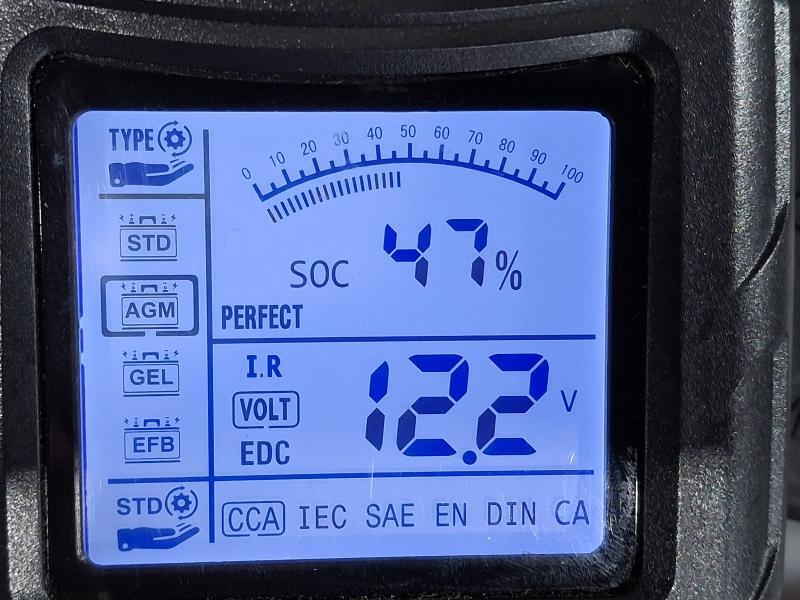 TYPE
0 10 20 30 40 50 60 70 80 90 100
STD
SOC 47%
AGM
PERFECT
GEL
I.R
VOLT 12.2 V
EFB
EDC
STD
CCA IEC SAE EN DIN CA